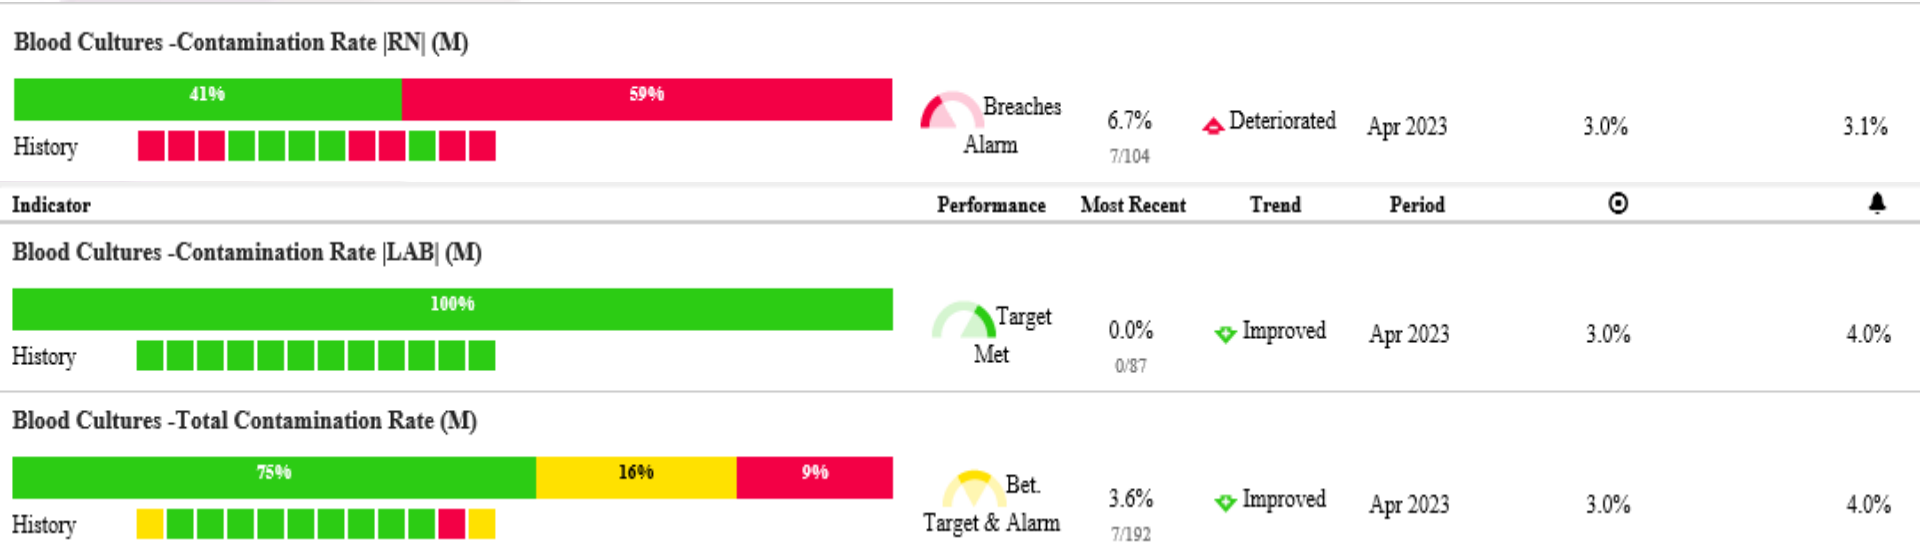 Blood Cultures -Contamination Rate |RN| (M)
41% 59%
History
Breaches
Alarm
6.7%
7/104
Deteriorated
Apr 2023
3.0%
3.1%
Indicator Performance Most Recent Trend Period
Blood Cultures -Contamination Rate |LAB| (M)
100%
History
Target
Met
0.0%
0/87
Improved
Apr 2023
3.0%
4.0%
Blood Cultures -Total Contamination Rate (M)
75% 16% 9%
History
Bet.
Target & Alarm
3.6%
7/192
Improved
Apr 2023
3.0%
4.0%